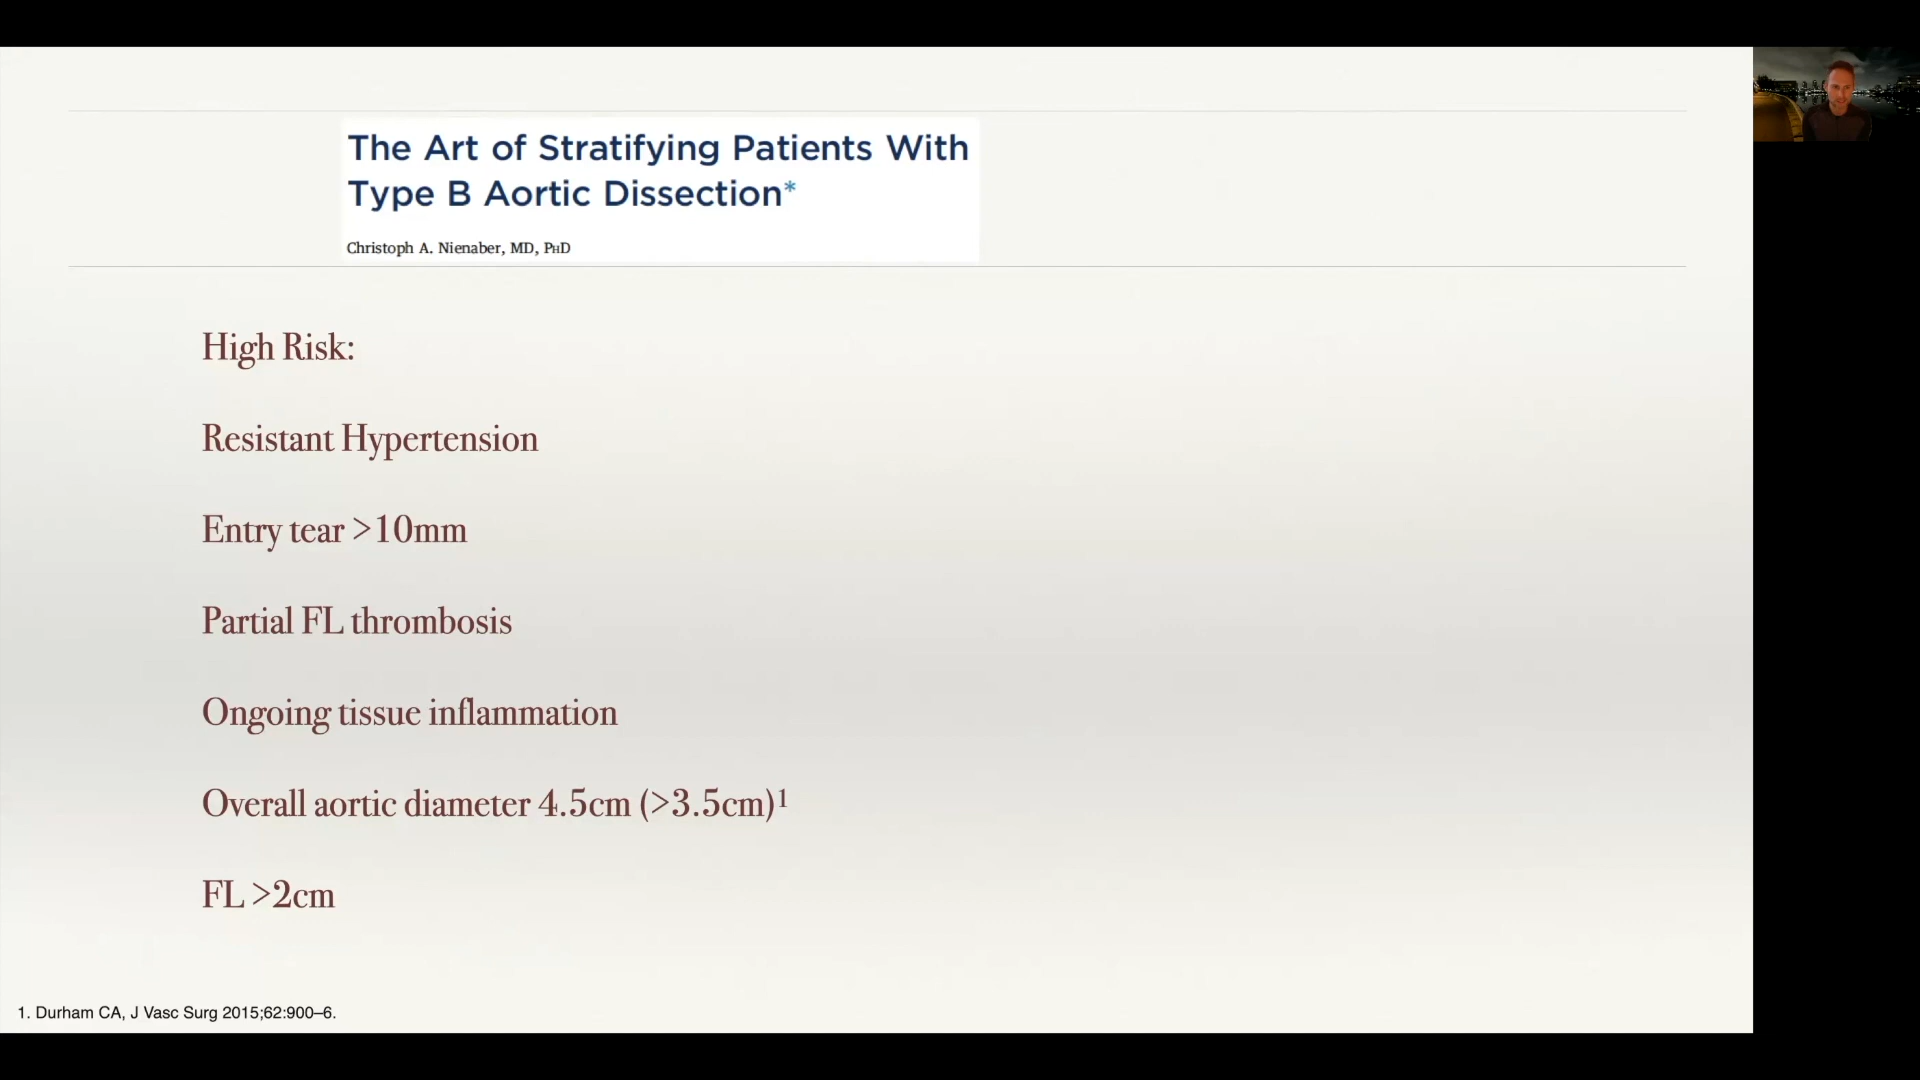 The Art of Stratifying Patients With
Type B Aortic Dissection*
Christoph A. Nienaber, MD, PhD
High Risk:
Resistant Hypertension
Entry tear >10mm
Partial FL thrombosis
Ongoing tissue inflammation
Overall aortic diameter 4.5cm (>3.5cm)¹
FL >2cm
1. Durham CA, J Vasc Surg 2015;62:900–6.